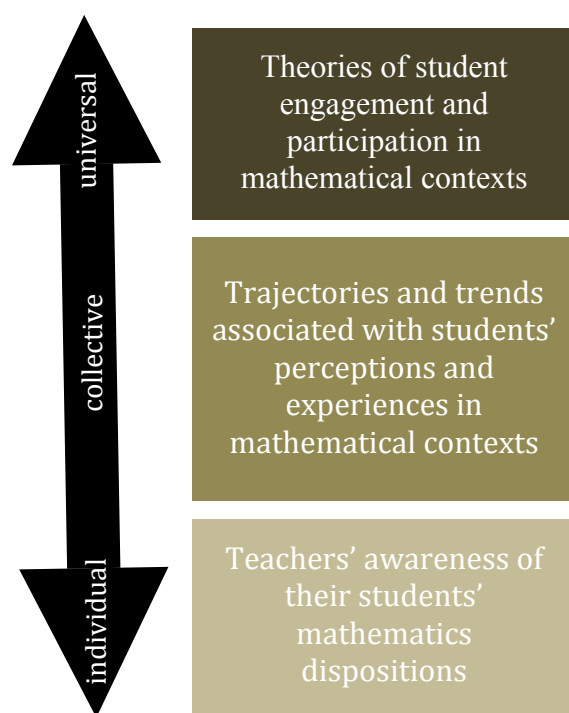 universal
Theories of student
engagement and
participation in
mathematical contexts
collective
Trajectories and trends
associated with students’
perceptions and
experiences in
mathematical contexts
individual
Teachers’ awareness of
their students’
mathematics
dispositions